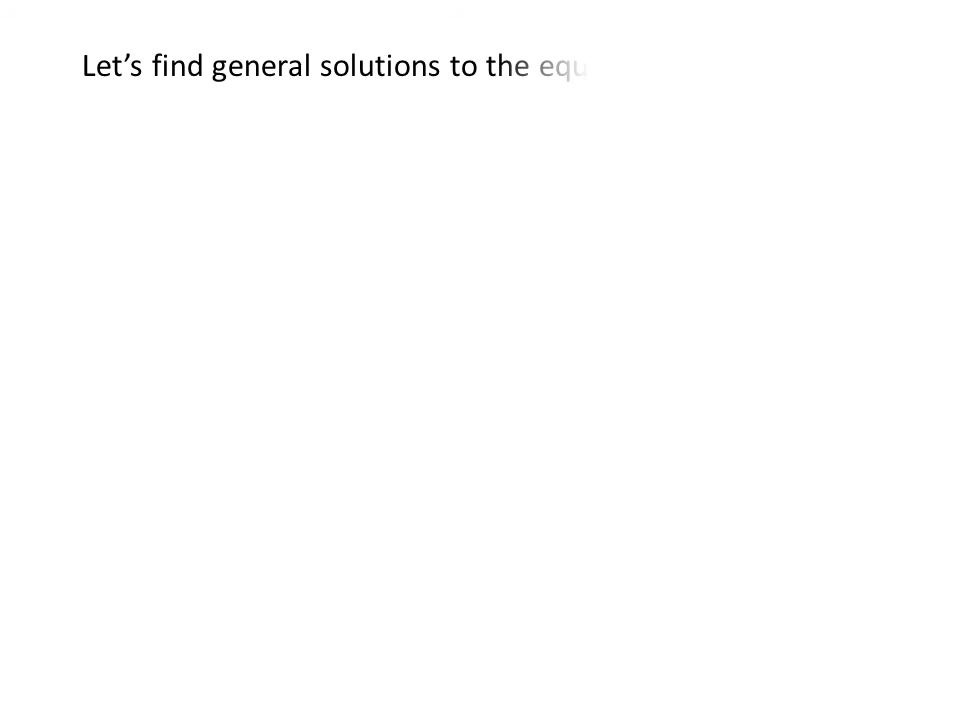 Let’s find general solutions to the equ